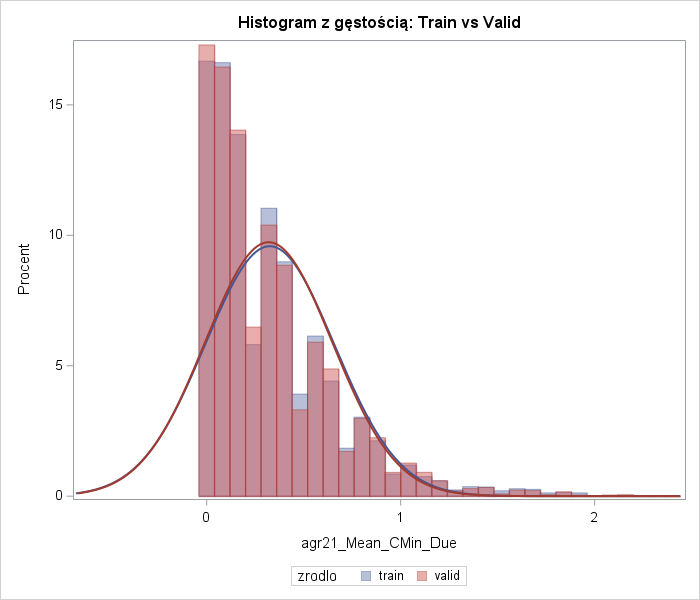 Histogram z gęstością: Train vs Valid
15
10
5
0
Procent
0 1 2
agr21_Mean_CMin_Due
zrodlo train valid